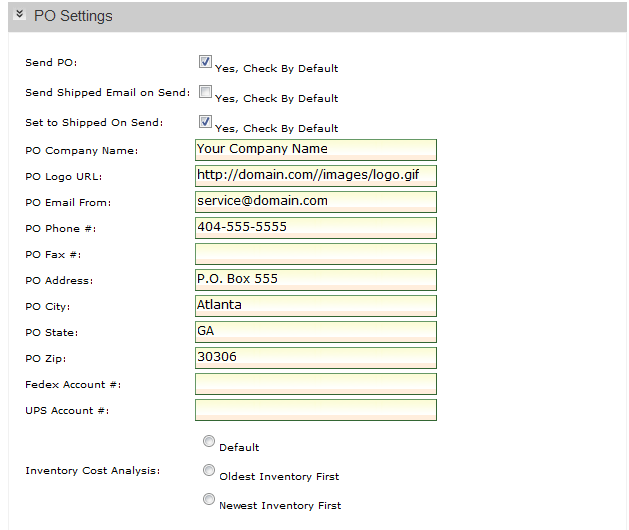 PO Settings
Send PO: Yes, Check By Default
Send Shipped Email on Send: Yes, Check By Default
Set to Shipped On Send: Yes, Check By Default
PO Company Name: Your Company Name
PO Logo URL: http://domain.com//images/logo.gif
PO Email From: service@domain.com
PO Phone #: 404-555-5555
PO Fax #:
PO Address: P.O. Box 555
PO City: Atlanta
PO State: GA
PO Zip: 30306
Fedex Account #:
UPS Account #:
Default
Inventory Cost Analysis: Oldest Inventory First
Newest Inventory First